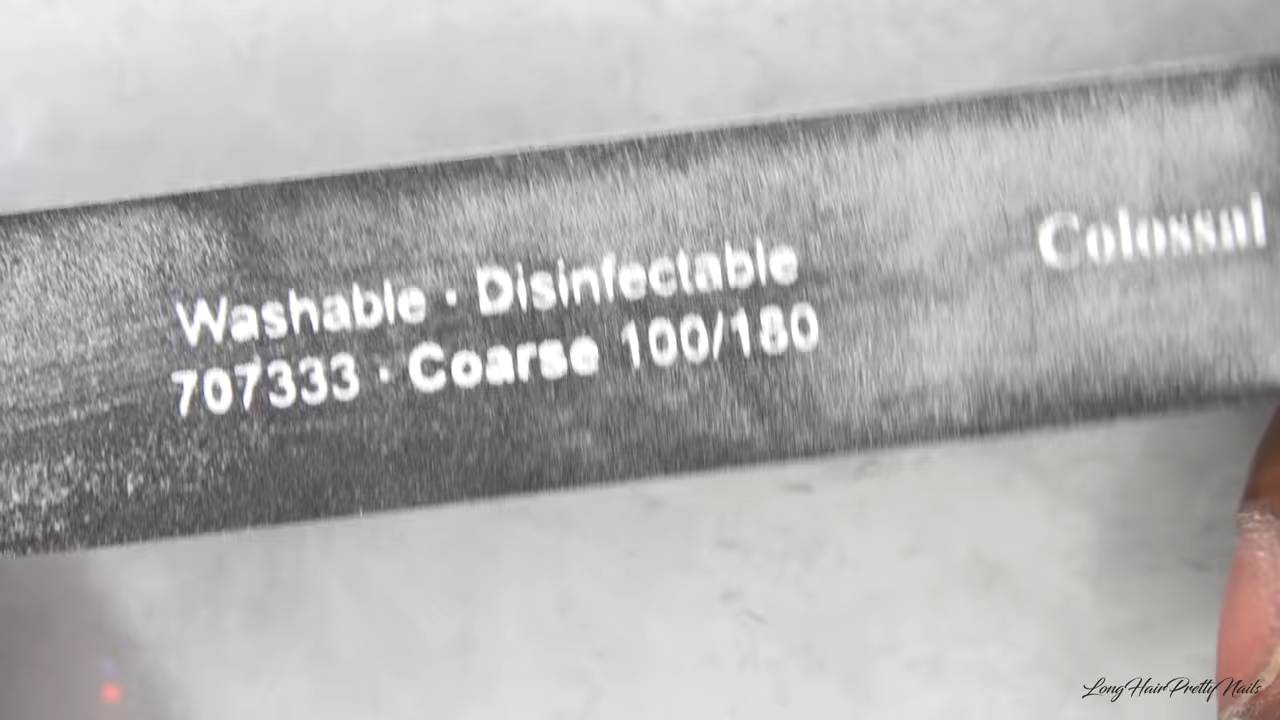 Washable · Disinfectable
707333 · Coarse 100/180
Colossal
LongHairPrettyNails